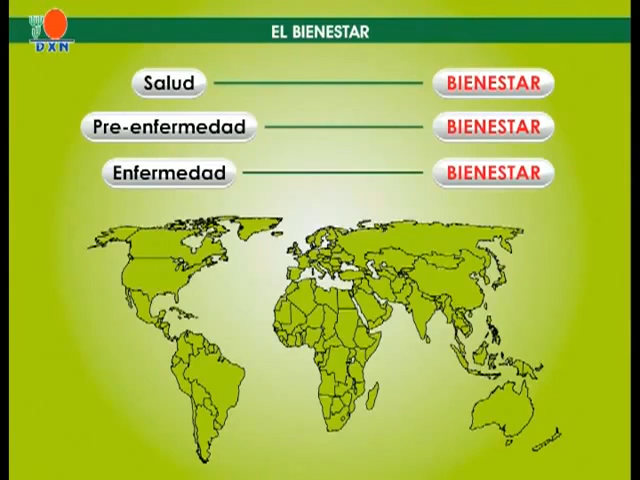 DXN
EL BIENESTAR
Salud BIENESTAR
Pre-enfermedad BIENESTAR
Enfermedad BIENESTAR